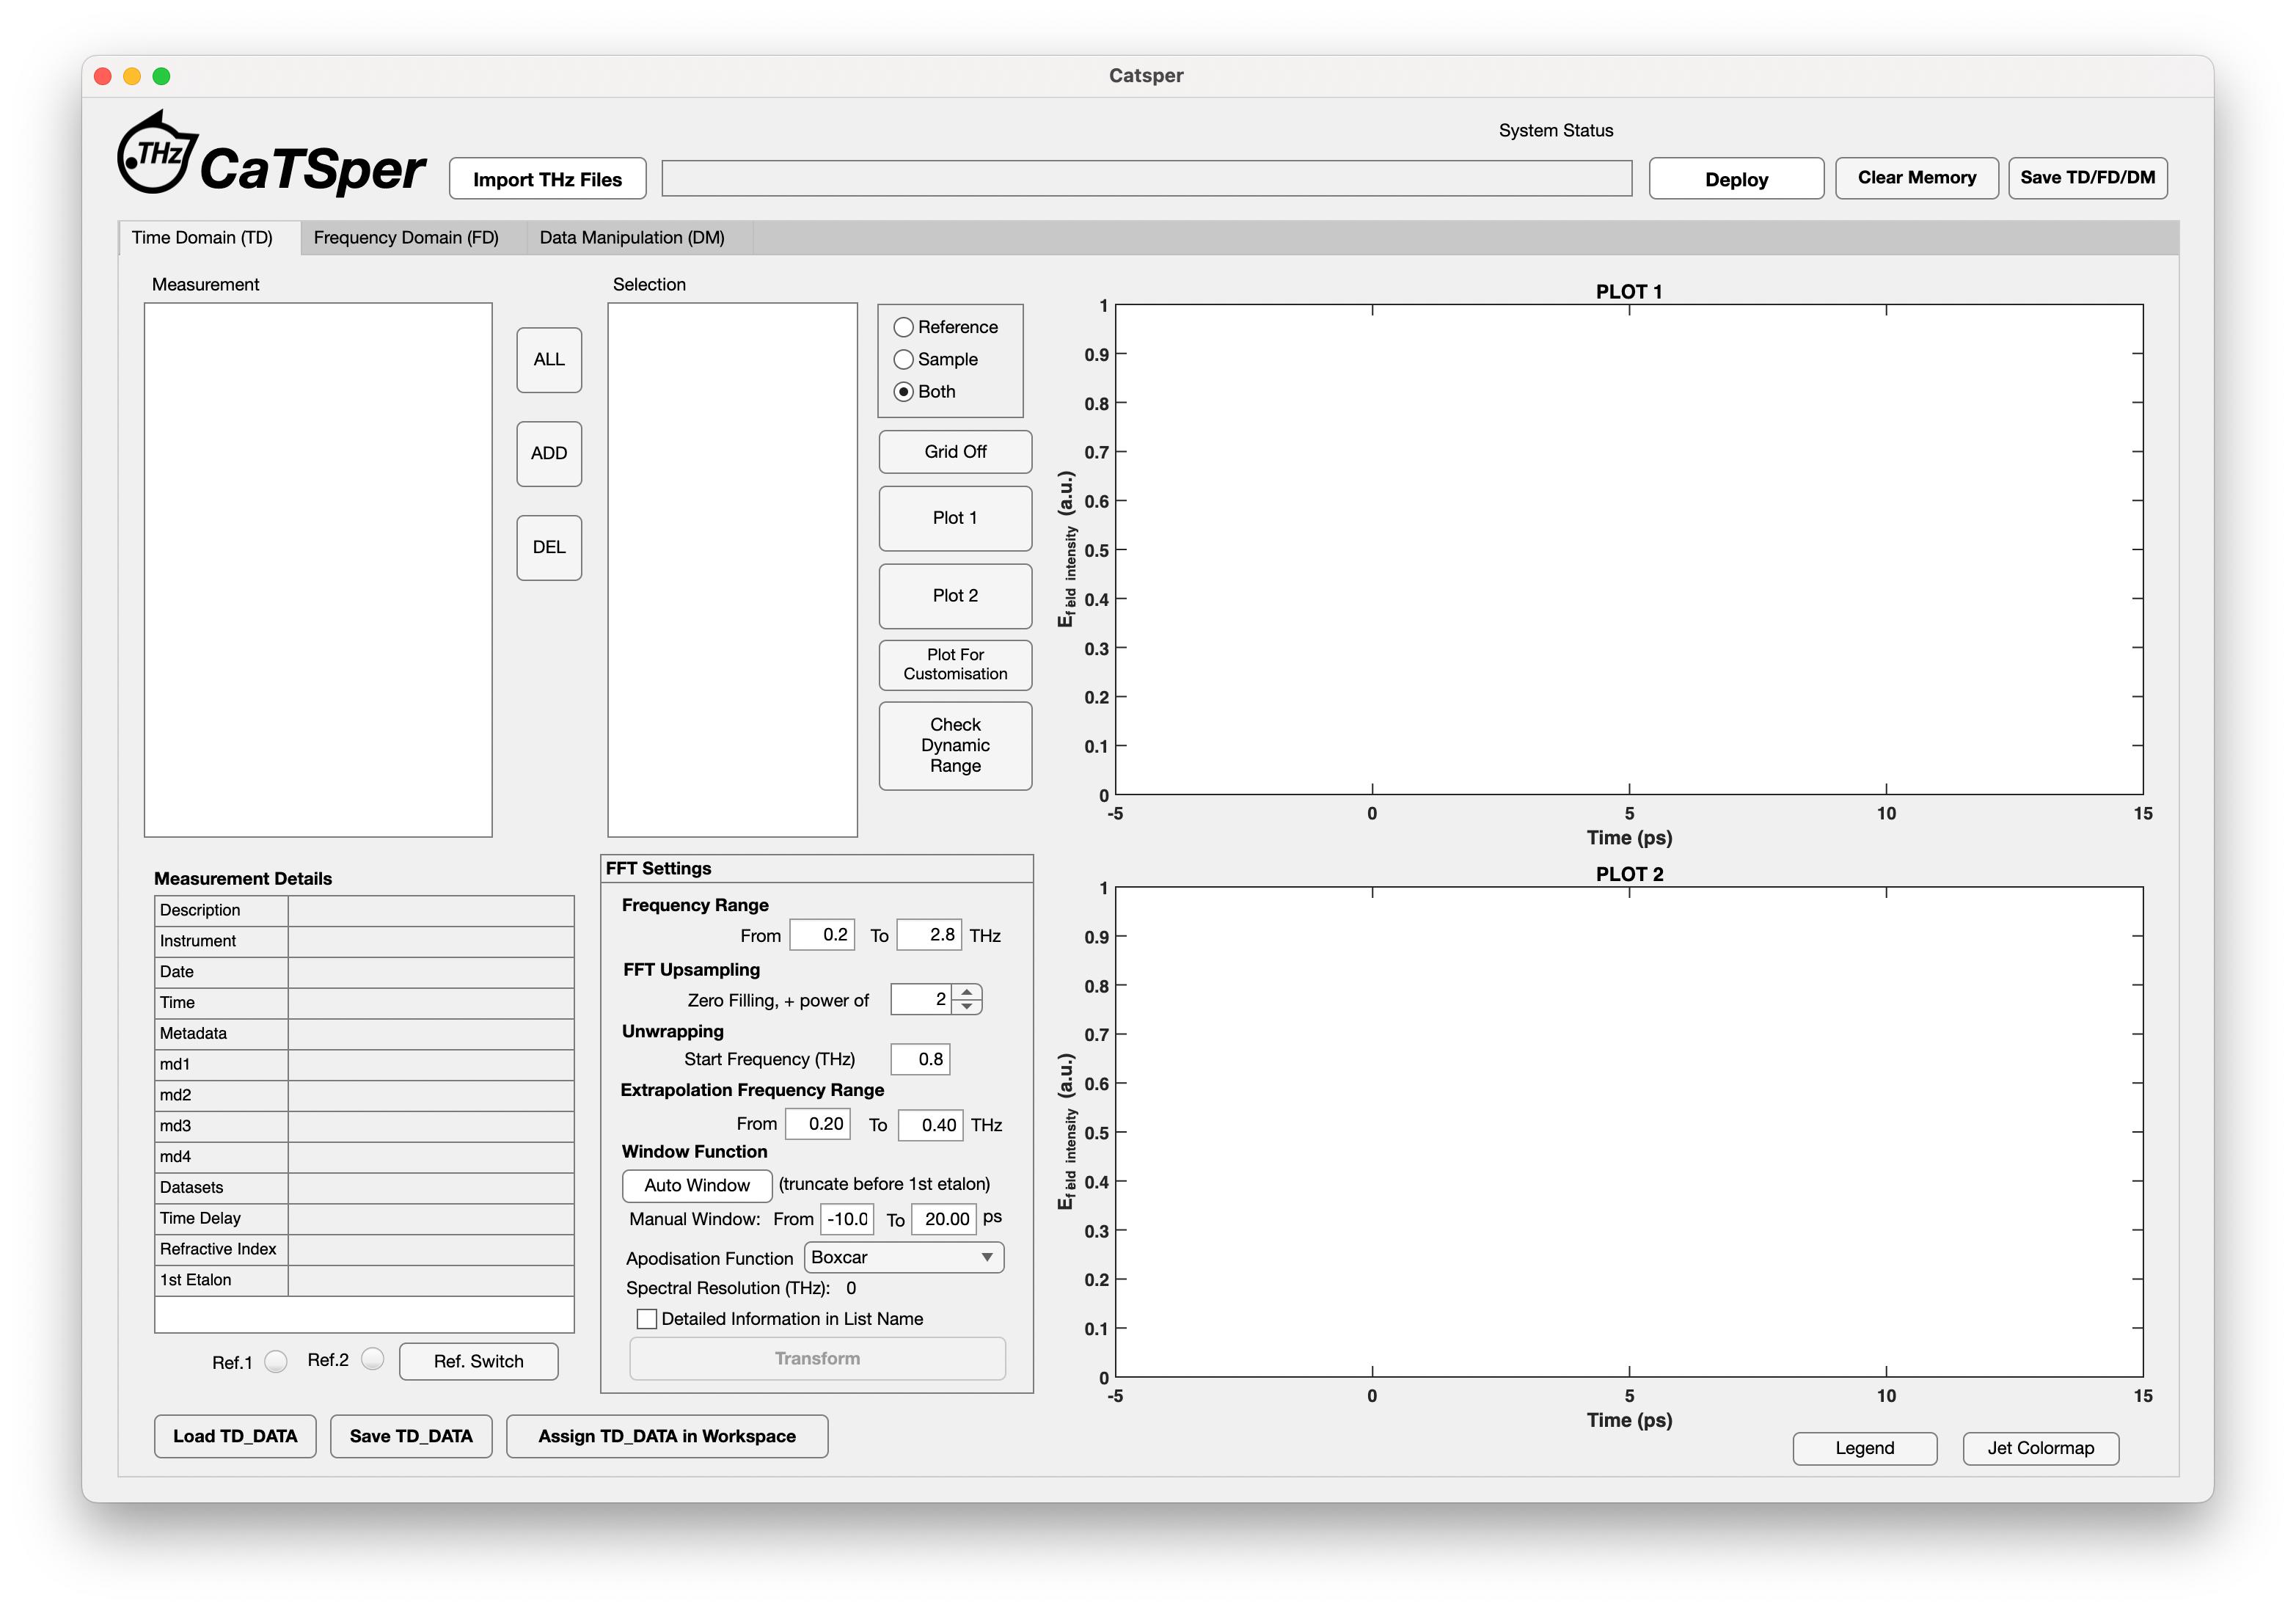 Catsper
System Status
THz CaTSper
Import THz Files
Deploy
Clear Memory
Save TD/FD/DM
Time Domain (TD)
Frequency Domain (FD)
Data Manipulation (DM)
Measurement
ALL
ADD
DEL
Selection
Reference
Sample
Both
Grid Off
Plot 1
Plot 2
Plot For
Customisation
Check
Dynamic
Range
PLOT 1
1
0.9
0.8
0.7
0.6
0.5
0.4
0.3
0.2
0.1
0
E field intensity (a.u.)
-5 0 5 10 15
Time (ps)
Measurement Details
Description
Instrument
Date
Time
Metadata
md1
md2
md3
md4
Datasets
Time Delay
Refractive Index
1st Etalon
Ref.1
Ref.2
Ref. Switch
FFT Settings
Frequency Range
From 0.2 To 2.8 THz
FFT Upsampling
Zero Filling, + power of 2
Unwrapping
Start Frequency (THz) 0.8
Extrapolation Frequency Range
From 0.20 To 0.40 THz
Window Function
Auto Window (truncate before 1st etalon)
Manual Window: From -10.0 To 20.00 ps
Apodisation Function Boxcar
Spectral Resolution (THz): 0
Detailed Information in List Name
Transform
PLOT 2
1
0.9
0.8
0.7
0.6
0.5
0.4
0.3
0.2
0.1
0
E field intensity (a.u.)
-5 0 5 10 15
Time (ps)
Load TD_DATA
Save TD_DATA
Assign TD_DATA in Workspace
Legend
Jet Colormap